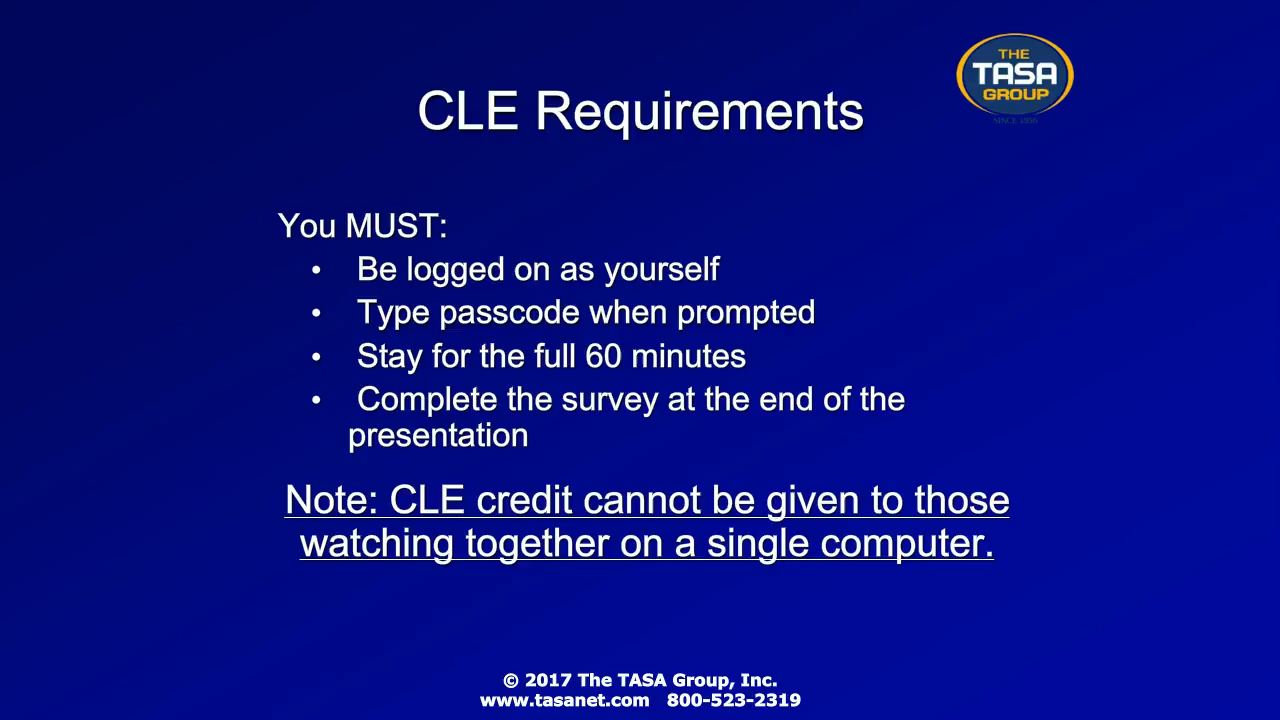 THE
TASA
GROUP
SINCE 1956
CLE Requirements
You MUST:
• Be logged on as yourself
• Type passcode when prompted
• Stay for the full 60 minutes
• Complete the survey at the end of the
presentation
Note: CLE credit cannot be given to those
watching together on a single computer.
© 2017 The TASA Group, Inc.
www.tasanet.com 800-523-2319